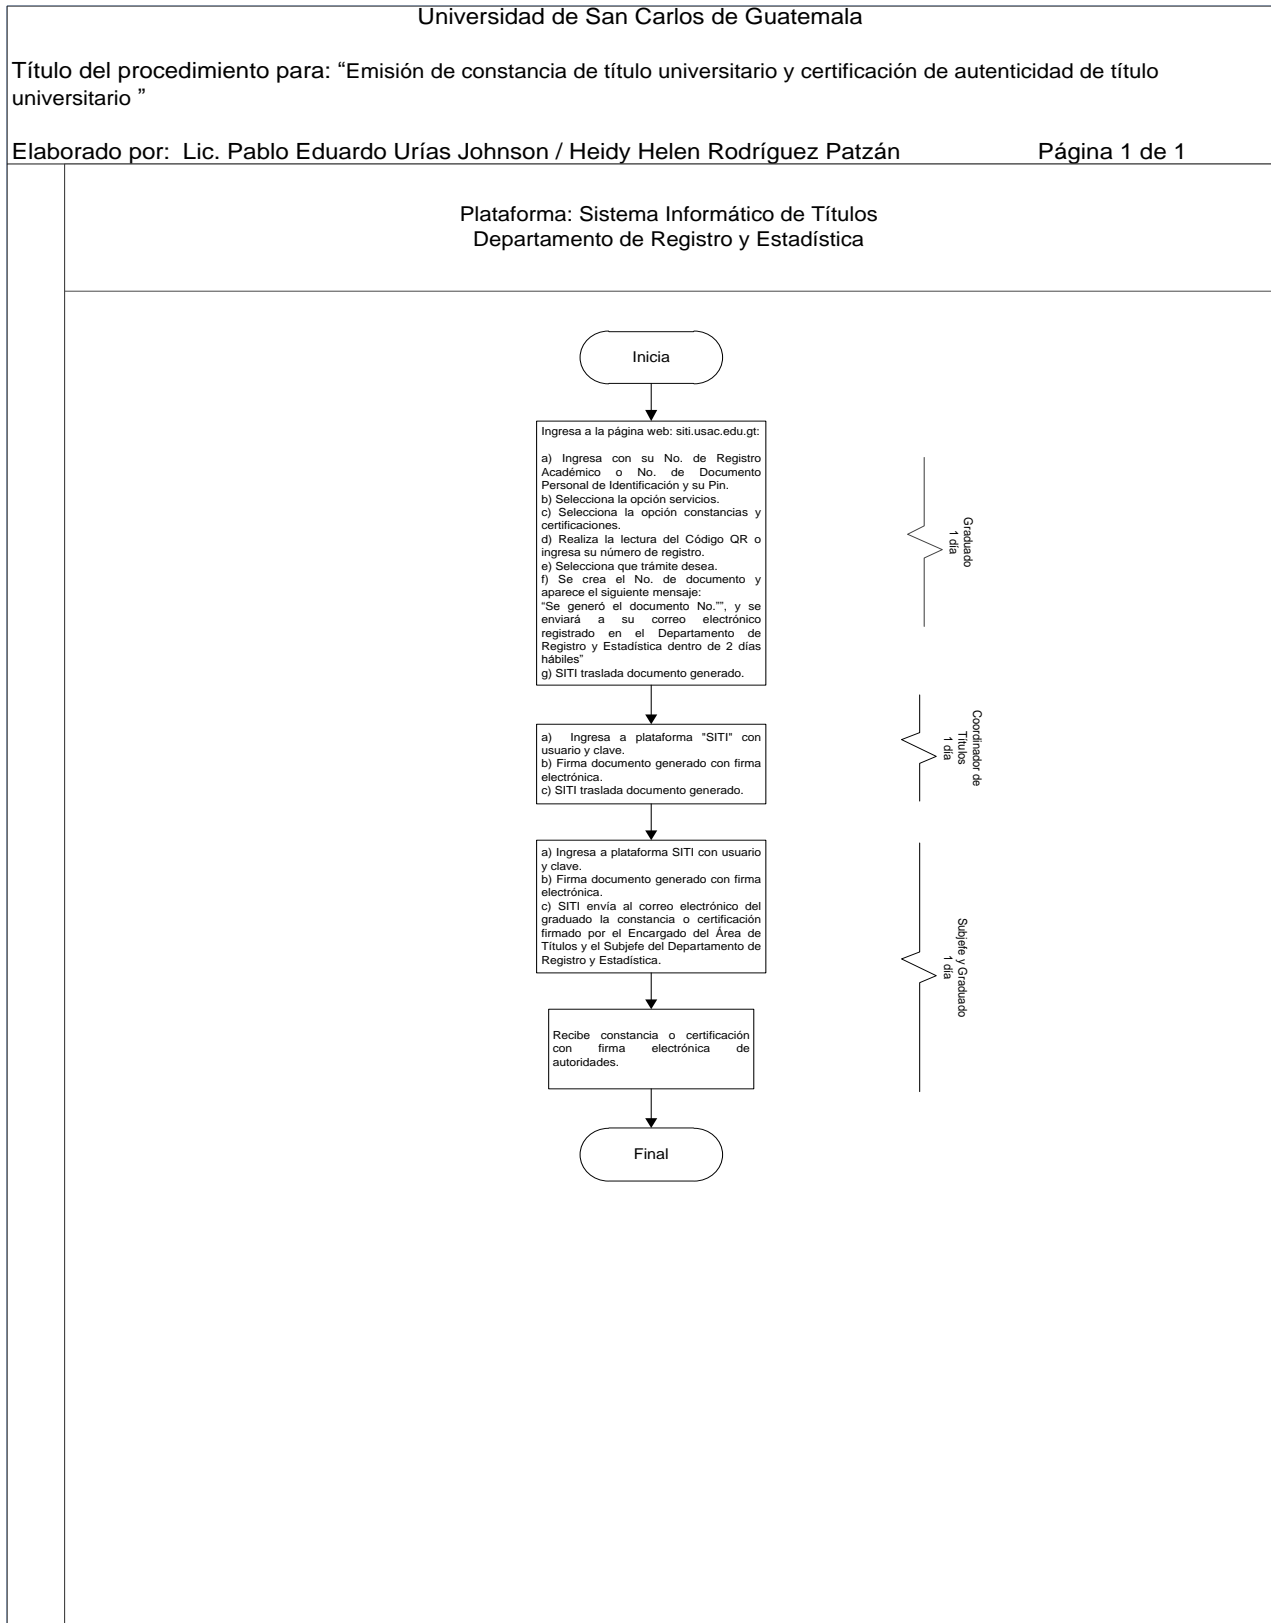 Universidad de San Carlos de Guatemala
Título del procedimiento para: “Emisión de constancia de título universitario y certificación de autenticidad de título
universitario ”
Elaborado por: Lic. Pablo Eduardo Urías Johnson / Heidy Helen Rodríguez Patzán Página 1 de 1
Plataforma: Sistema Informático de Títulos
Departamento de Registro y Estadística
Inicia
Ingresa a la página web: siti.usac.edu.gt:
a) Ingresa con su No. de Registro
Académico o No. de Documento
Personal de Identificación y su Pin.
b) Selecciona la opción servicios.
c) Selecciona la opción constancias y
certificaciones.
d) Realiza la lectura del Código QR o
ingresa su número de registro.
e) Selecciona que trámite desea.
f) Se crea el No. de documento y
aparece el siguiente mensaje:
“Se generó el documento No.””, y se
enviará a su correo electrónico
registrado en el Departamento de
Registro y Estadística dentro de 2 días
hábiles”
g) SITI traslada documento generado.
Graduado
1 día
a) Ingresa a plataforma "SITI" con
usuario y clave.
b) Firma documento generado con firma
electrónica.
c) SITI traslada documento generado.
Coordinador de
Títulos
1 día
a) Ingresa a plataforma SITI con usuario
y clave.
b) Firma documento generado con firma
electrónica.
c) SITI envía al correo electrónico del
graduado la constancia o certificación
firmado por el Encargado del Área de
Títulos y el Subjefe del Departamento de
Registro y Estadística.
Subjefe y Graduado
1 día
Recibe constancia o certificación
con firma electrónica de
autoridades.
Final